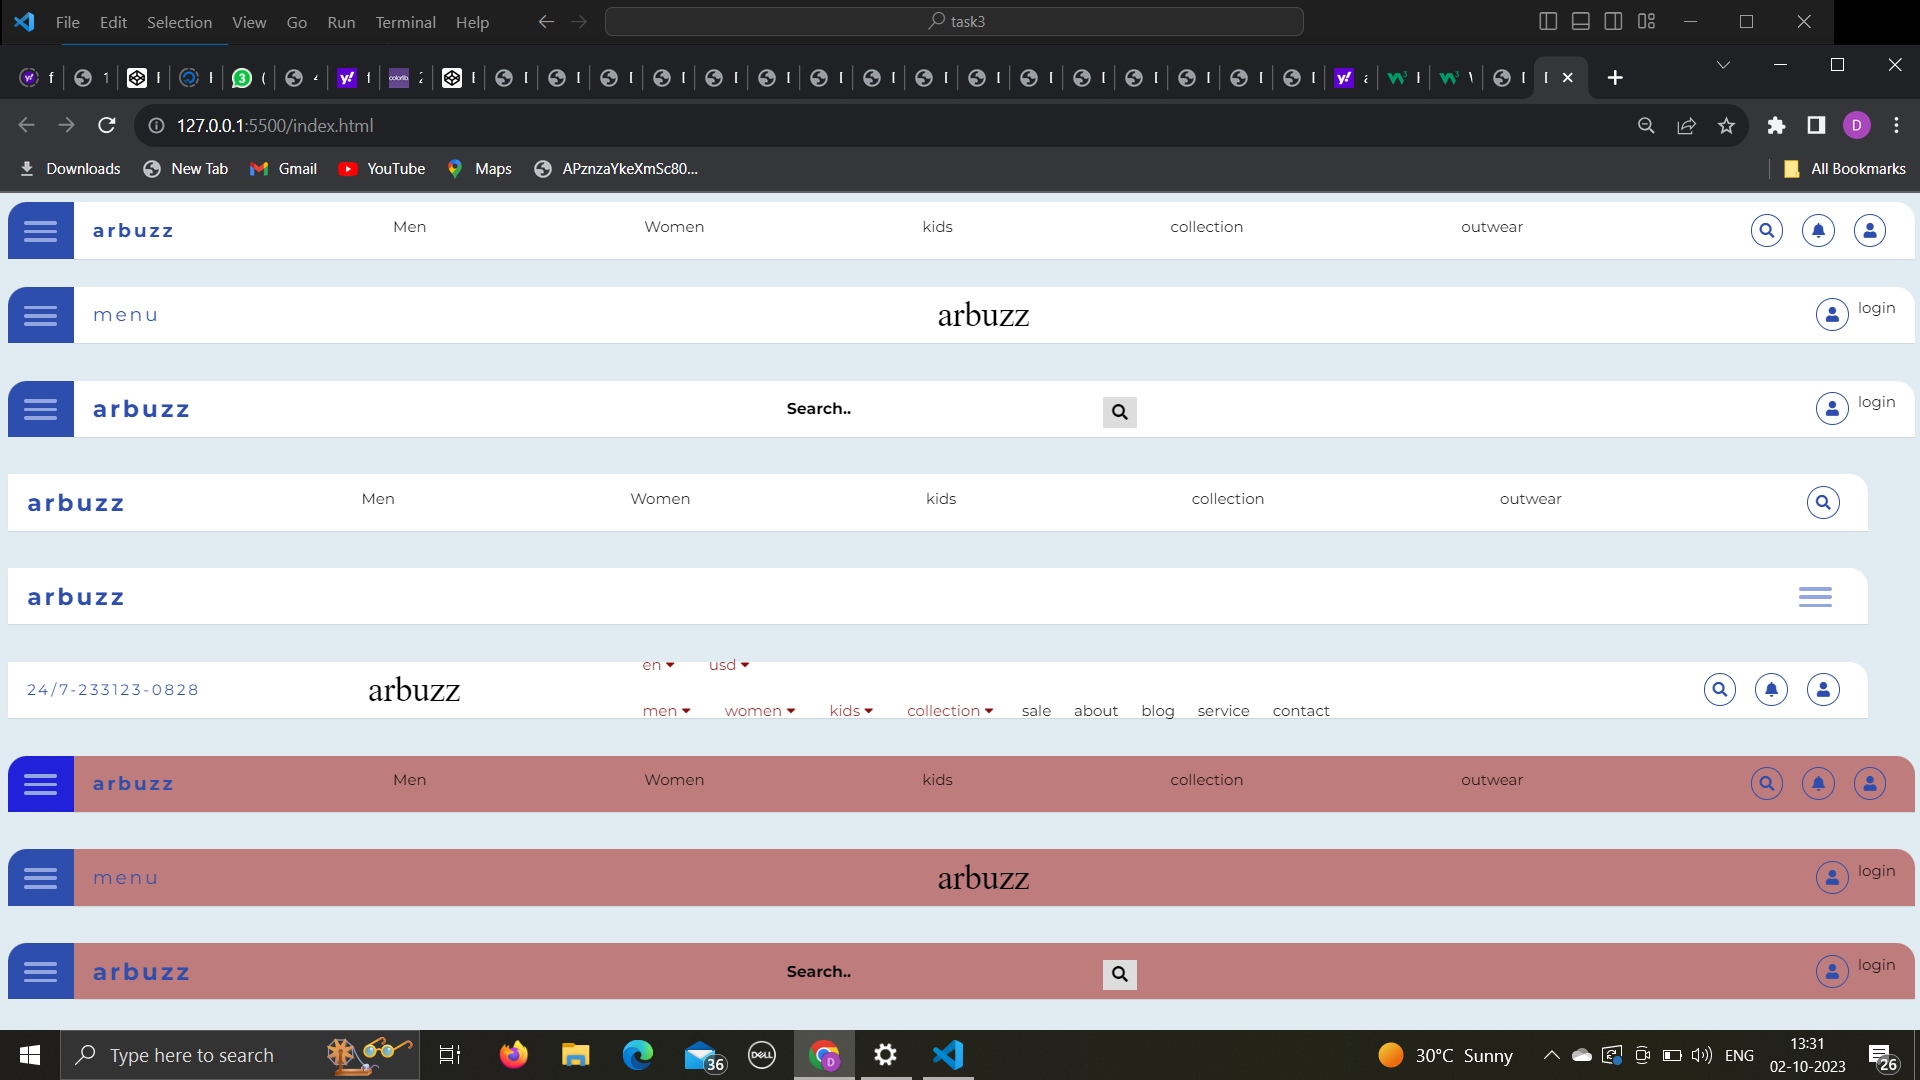 File Edit Selection View Go Run Terminal Help task3
127.0.0.1:5500/index.html D
Downloads New Tab Gmail YouTube Maps APznzaYkeXmSc80... All Bookmarks
arbuzz Men Women kids collection outwear
menu arbuzz login
arbuzz Search.. login
arbuzz Men Women kids collection outwear
arbuzz
en usd
24/7-233123-0828 arbuzz
men women kids collection sale about blog service contact
arbuzz Men Women kids collection outwear
menu arbuzz login
arbuzz Search.. login
Type here to search 36 DELL D 30°C Sunny ENG 13:31
02-10-2023 26